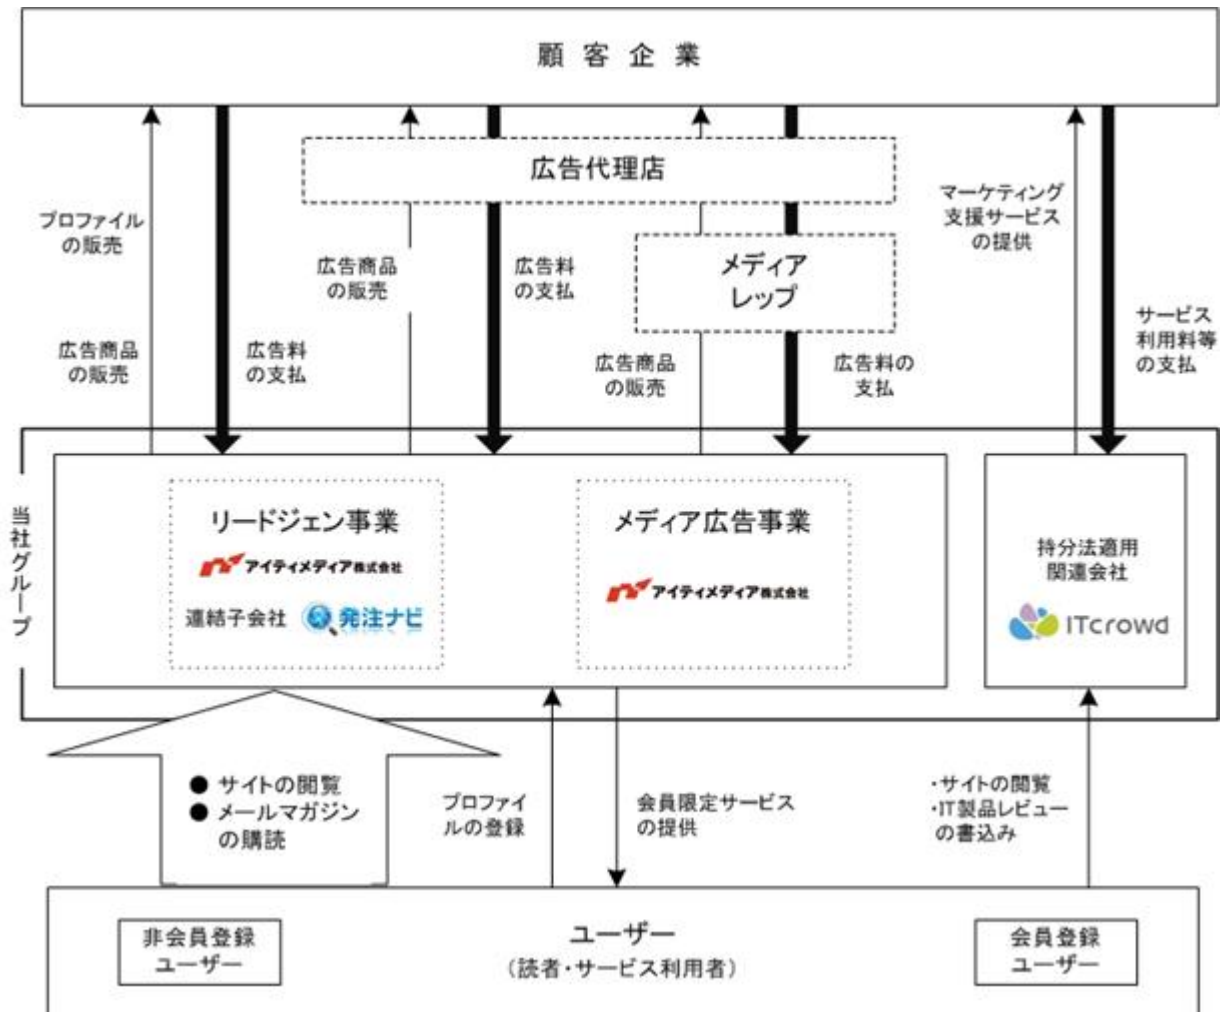 顧客企業
広告代理店
メディア
レップ
プロファイル
の販売
広告商品
の販売
広告料
の支払
広告商品
の販売
広告料
の支払
広告商品
の販売
広告料の
支払
マーケティング
支援サービス
の提供
サービス
利用料等
の支払
当社グループ
リードジェン事業
アイティメディア株式会社
連結子会社 発注ナビ
メディア広告事業
アイティメディア株式会社
持分法適用
関連会社
ITcrowd
● サイトの閲覧
● メールマガジン
の購読
プロファイ
ルの登録
会員限定サービス
の提供
・サイトの閲覧
・IT製品レビュー
の書込み
非会員登録
ユーザー
ユーザー
（読者・サービス利用者）
会員登録
ユーザー